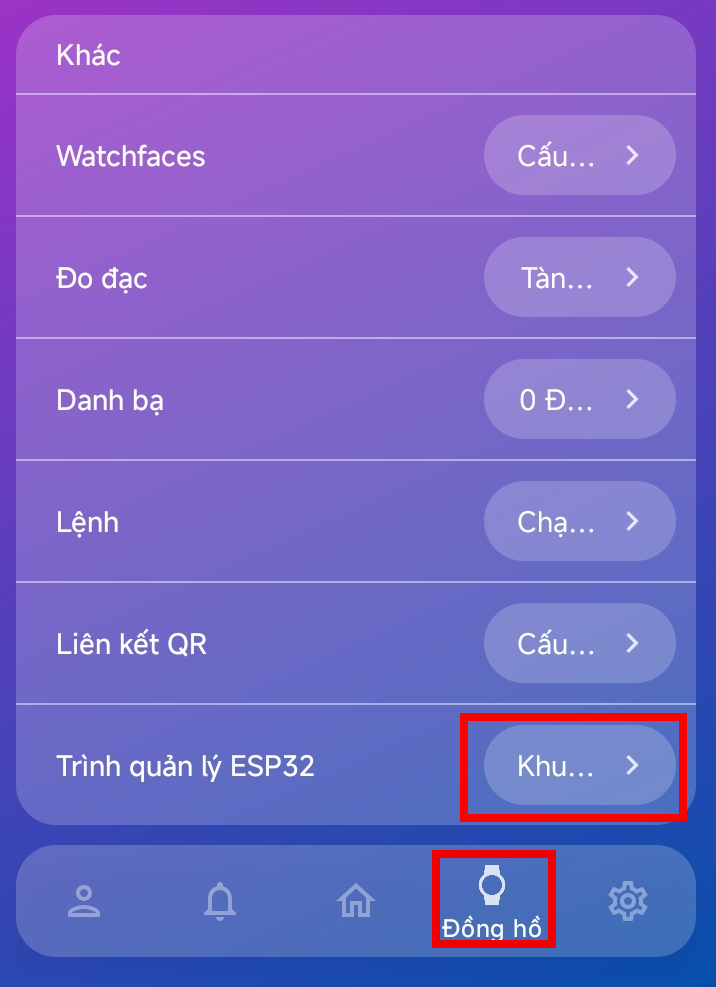 Khác
Watchfaces
Cấu...
Đo đạc
Tàn...
Danh bạ
0 Đ...
Lệnh
Chạ...
Liên kết QR
Cấu...
Trình quản lý ESP32
Khu...
Đồng hồ